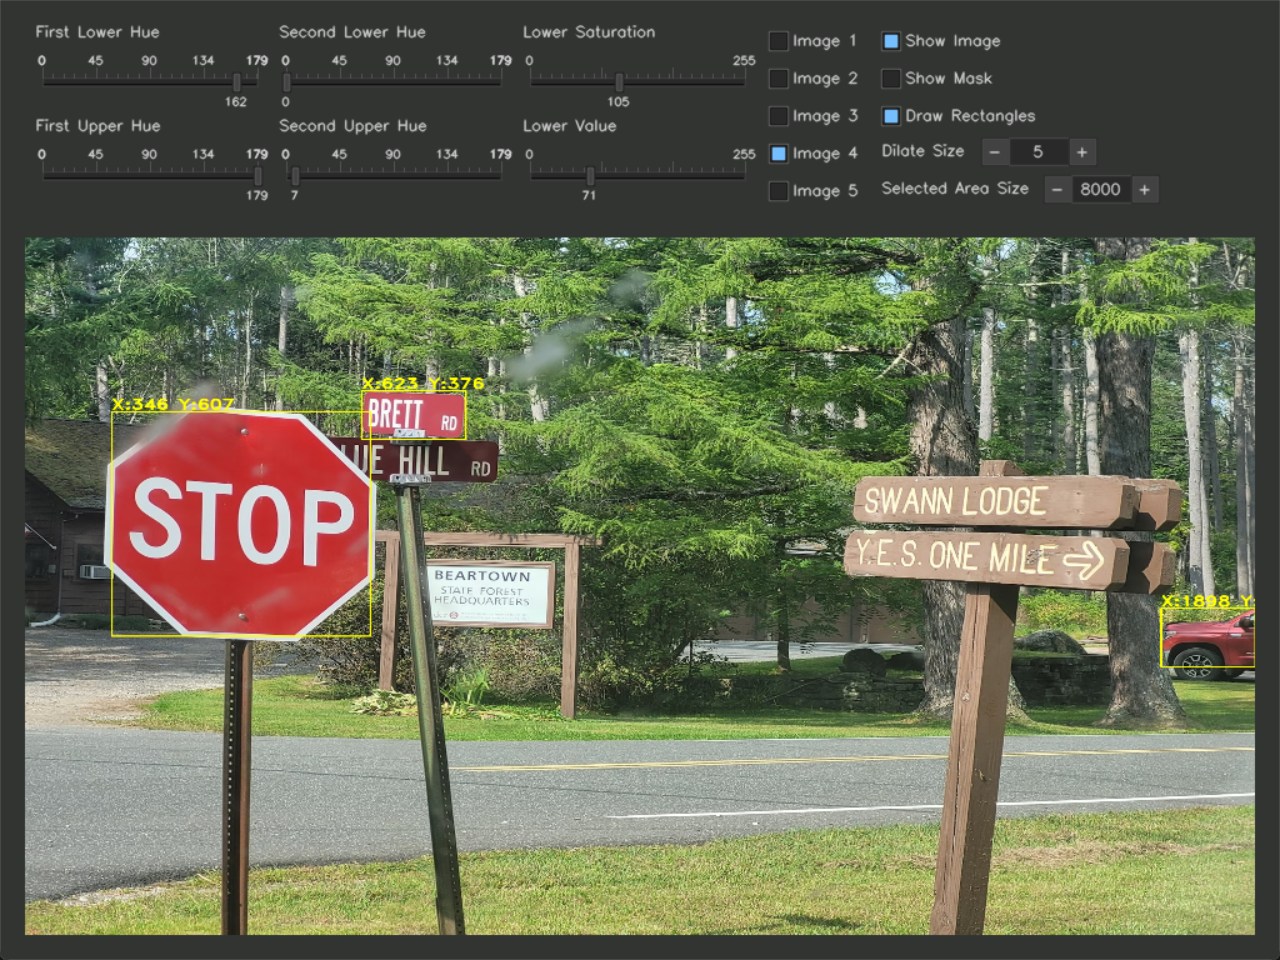 First Lower Hue
0 45 90 134 179
162
Second Lower Hue
0 45 90 134 179
0
Lower Saturation
0 255
105
First Upper Hue
0 45 90 134 179
179
Second Upper Hue
0 45 90 134 179
7
Lower Value
0 255
71
Image 1
Image 2
Image 3
Image 4
Image 5
Show Image
Show Mask
Draw Rectangles
Dilate Size - 5 +
Selected Area Size - 8000 +
X:346 Y:607
X:623 Y:376
BRETT RD
LUE HILL RD
STOP
BEARTOWN
STATE FOREST
HEADQUARTERS
SWANN LODGE
Y.E.S. ONE MILE
X:1898 Y: